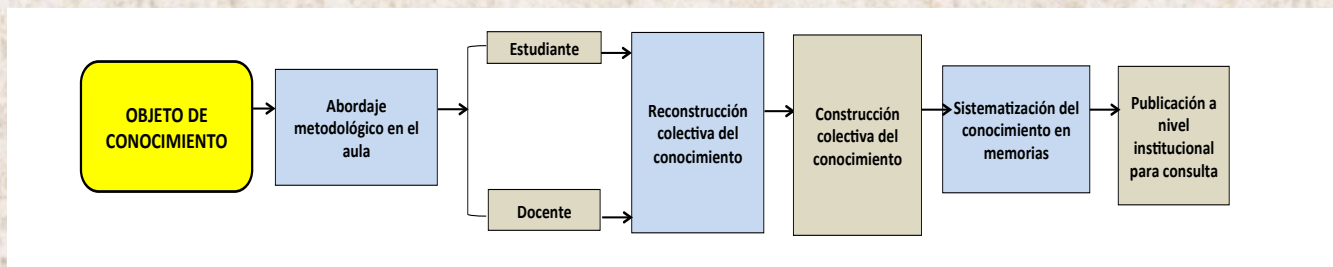 OBJETO DE
CONOCIMIENTO
Abordaje
metodológico en el
aula
Estudiante
Docente
Reconstrucción
colectiva del
conocimiento
Construcción
colectiva del
conocimiento
Sistematización del
conocimiento en
memorias
Publicación a
nivel
institucional
para consulta